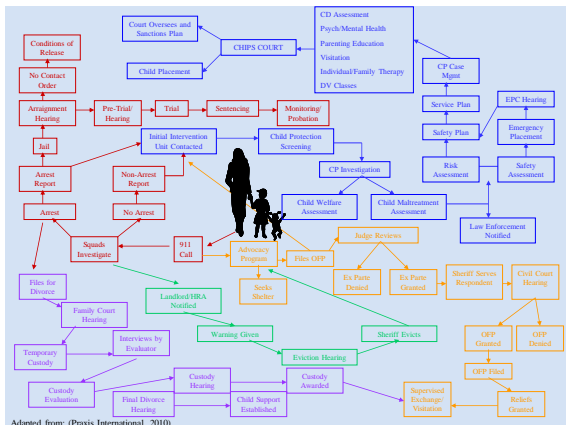 Conditions of
Release
No Contact
Order
Arraignment
Hearing
Pre-Trial/
Hearing
Trial
Sentencing
Monitoring/
Probation
Jail
Arrest
Report
Non-Arrest
Report
Arrest
No Arrest
Squads
Investigate
911
Call
Court Oversees and
Sanctions Plan
CHIPS COURT
Child Placement
CD Assessment
Psych/Mental Health
Parenting Education
Visitation
Individual/Family Therapy
DV Classes
CP Case
Mgmt
Service Plan
Safety Plan
Risk
Assessment
EPC Hearing
Emergency
Placement
Safety
Assessment
Initial Intervention
Unit Contacted
Child Protection
Screening
CP Investigation
Child Welfare
Assessment
Child Maltreatment
Assessment
Law Enforcement
Notified
Advocacy
Program
Files OFP
Seeks
Shelter
Judge Reviews
Ex Parte
Denied
Ex Parte
Granted
Sheriff Serves
Respondent
Civil Court
Hearing
OFP
Granted
OFP
Denied
OFP Filed
Reliefs
Granted
Supervised
Exchange/
Visitation
Landlord/HRA
Notified
Warning Given
Eviction Hearing
Sheriff Evicts
Files for
Divorce
Family Court
Hearing
Temporary
Custody
Interviews by
Evaluator
Custody
Evaluation
Custody
Hearing
Custody
Awarded
Final Divorce
Hearing
Child Support
Established
Adapted from: (Praxis International, 2010)